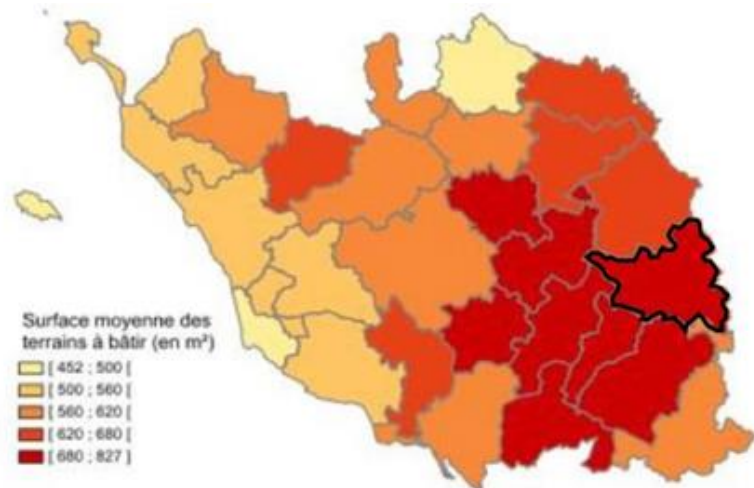 Surface moyenne des
terrains à bâtir (en m²)
[ 452 ; 500 [
[ 500 ; 560 [
[ 560 ; 620 [
[ 620 ; 680 [
[ 680 ; 827 ]